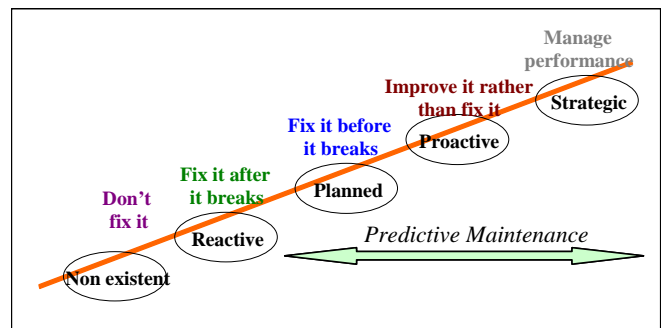 Manage
performance
Improve it rather
than fix it
Strategic
Fix it before
it breaks
Proactive
Fix it after
it breaks
Planned
Don't
fix it
Reactive
Predictive Maintenance
Non existent